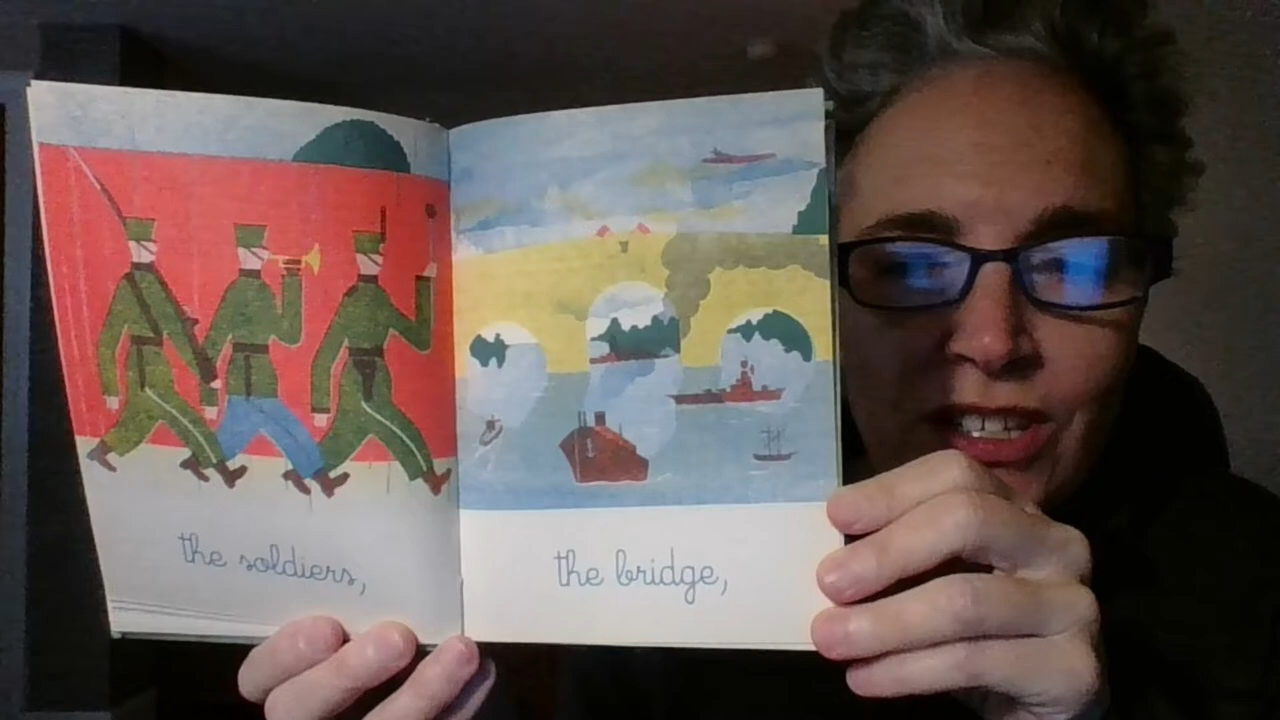 the soldiers,
the bridge,